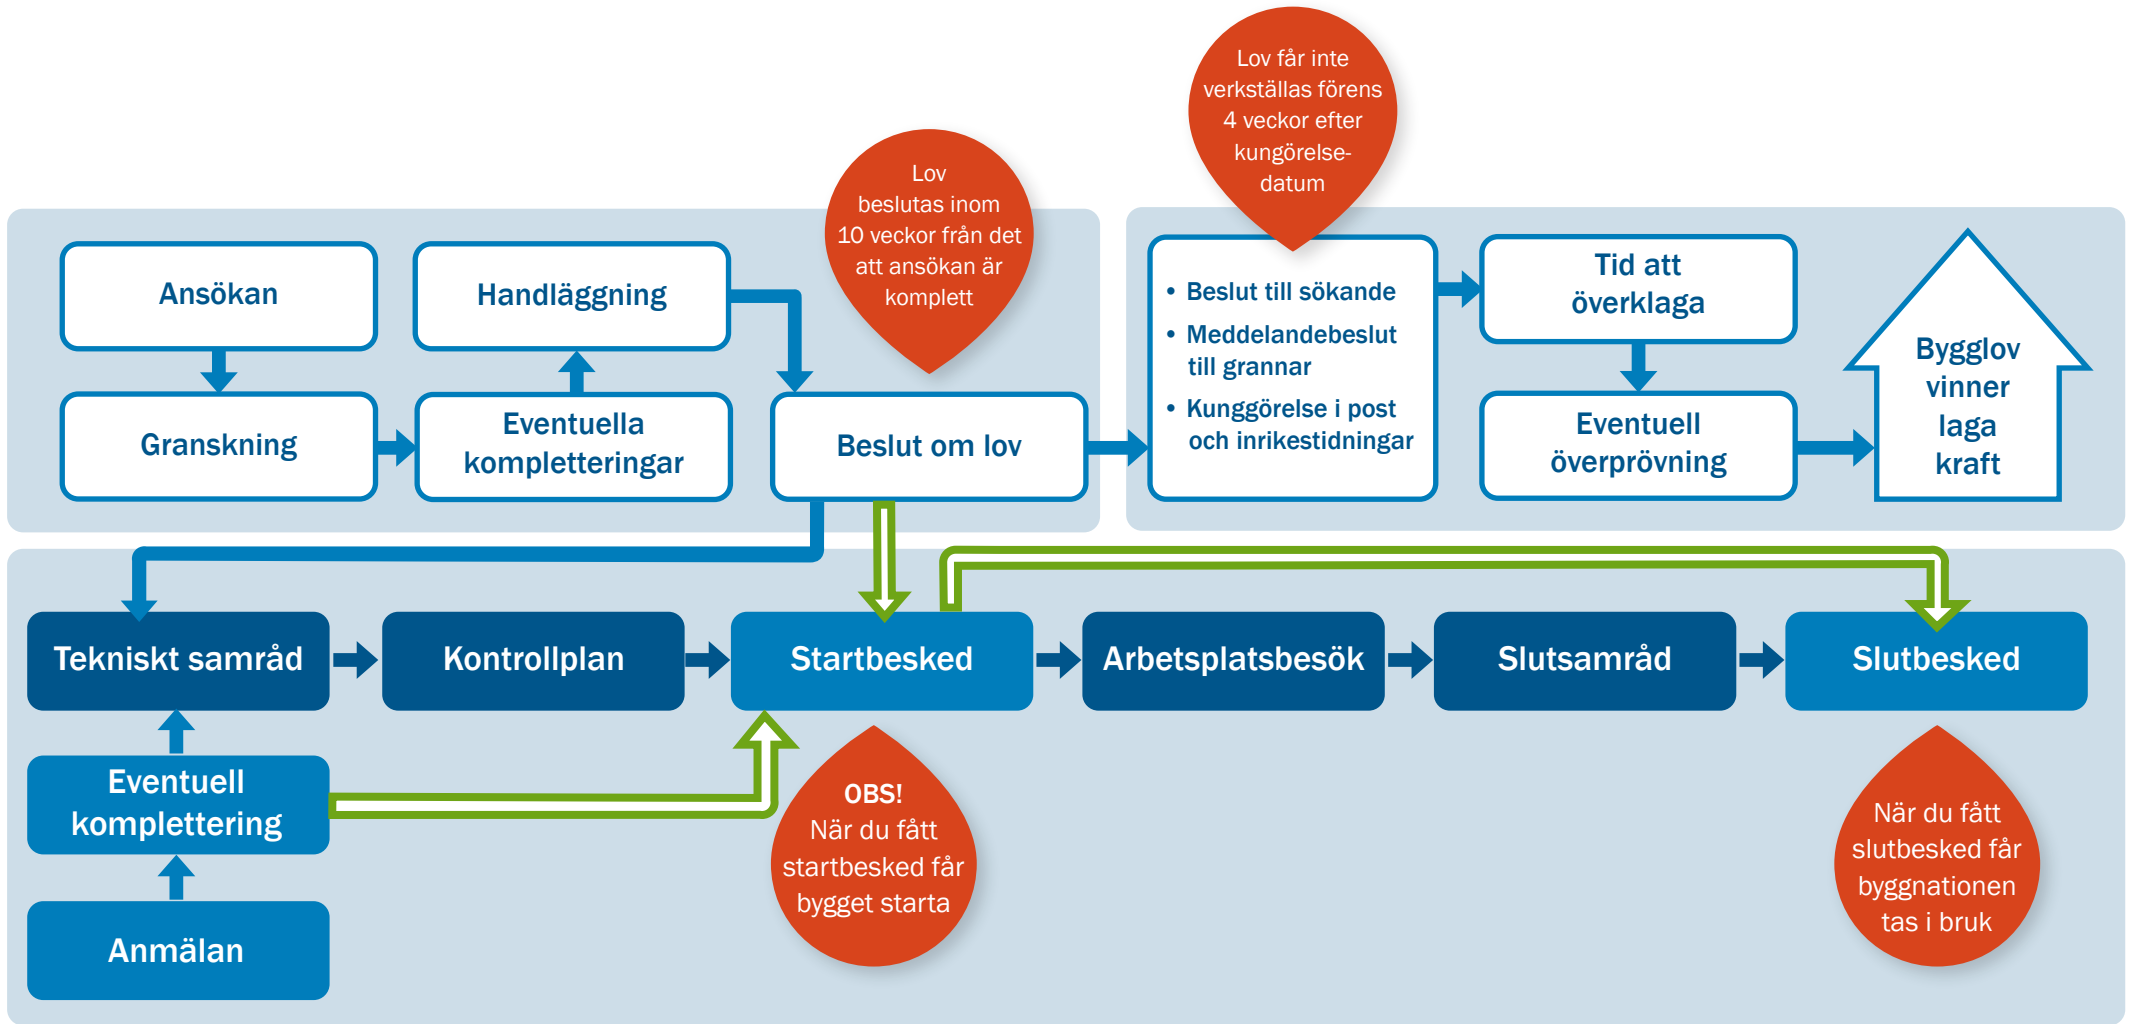 Lov får inte
verkställas förens
4 veckor efter
kungörelse-
datum
Lov
beslutas inom
10 veckor från det
att ansökan är
komplett
Ansökan
Handläggning
Granskning
Eventuella
kompletteringar
Beslut om lov
• Beslut till sökande
• Meddelandebeslut
till grannar
• Kunggörelse i post
och inrikestidningar
Tid att
överklaga
Eventuell
överprövning
Bygglov
vinner
laga
kraft
Tekniskt samråd
Kontrollplan
Startbesked
Arbetsplatsbesök
Slutsamråd
Slutbesked
Eventuell
komplettering
Anmälan
OBS!
När du fått
startbesked får
bygget starta
När du fått
slutbesked får
byggnationen
tas i bruk